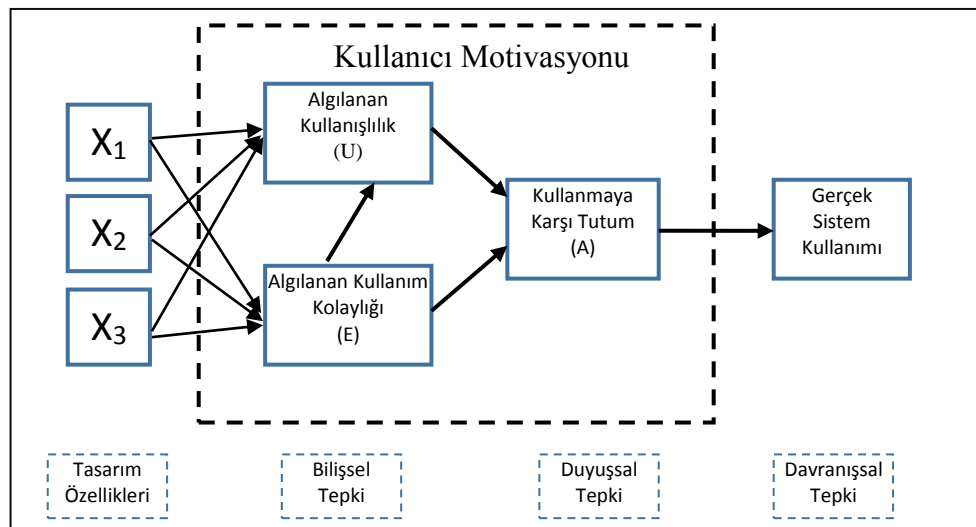 Kullanıcı Motivasyonu
X1
X2
X3
Algılanan
Kullanışlılık
(U)
Algılanan Kullanım
Kolaylığı
(E)
Kullanmaya
Karşı Tutum
(A)
Gerçek
Sistem
Kullanımı
Tasarım
Özellikleri
Bilişsel
Tepki
Duyuşsal
Tepki
Davranışsal
Tepki